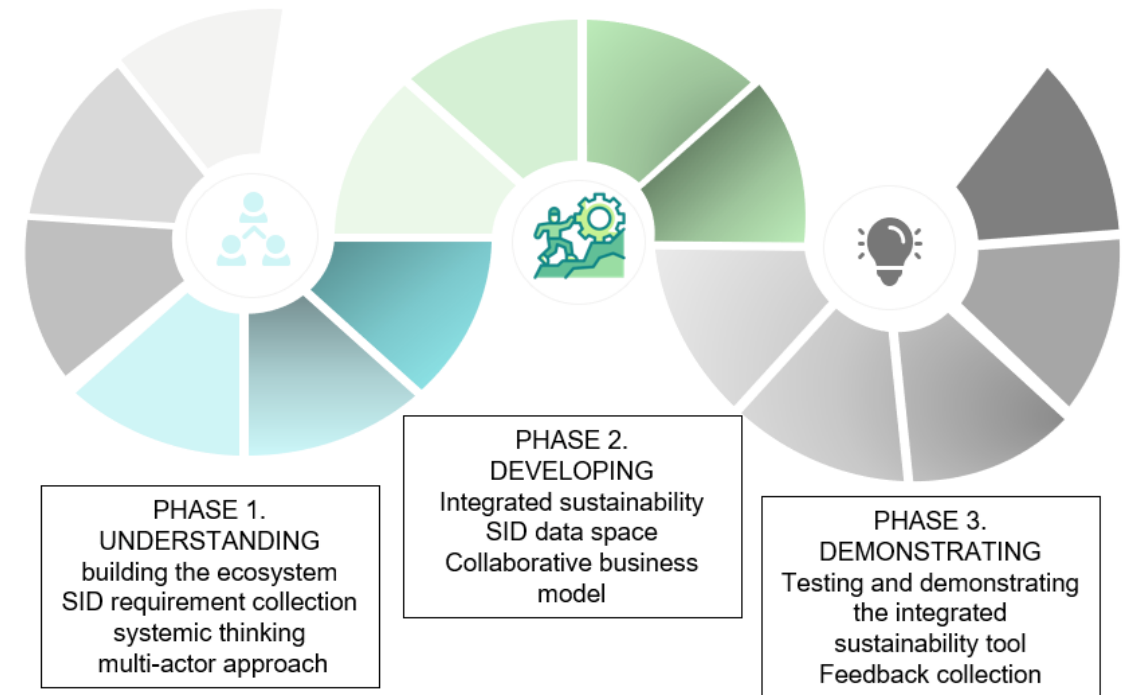 PHASE 1.
UNDERSTANDING
building the ecosystem
SID requirement collection
systemic thinking
multi-actor approach
PHASE 2.
DEVELOPING
Integrated sustainability
SID data space
Collaborative business
model
PHASE 3.
DEMONSTRATING
Testing and demonstrating
the integrated
sustainability tool
Feedback collection